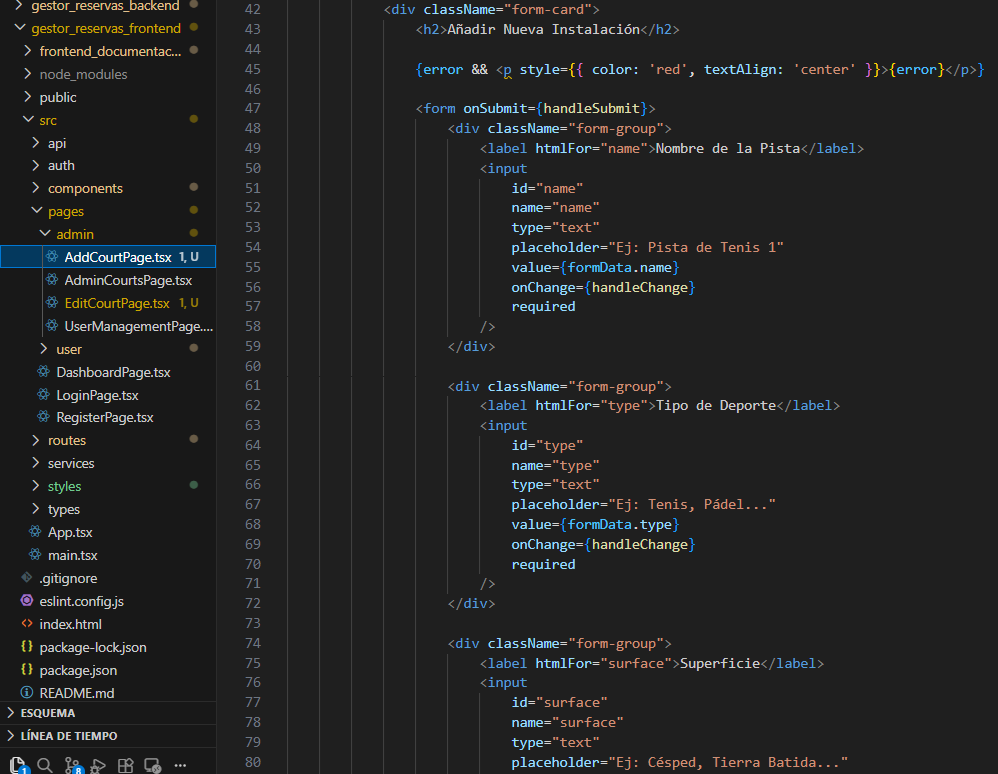 gestor_reservas_backend
gestor_reservas_frontend
frontend_documentac...
node_modules
public
src
api
auth
components
pages
admin
AddCourtPage.tsx 1, U
AdminCourtsPage.tsx
EditCourtPage.tsx 1, U
UserManagementPage....
user
DashboardPage.tsx
LoginPage.tsx
RegisterPage.tsx
routes
services
styles
types
App.tsx
main.tsx
.gitignore
eslint.config.js
index.html
package-lock.json
package.json
README.md
ESQUEMA
LÍNEA DE TIEMPO
1 8
42 <div className="form-card">
43 <h2>Añadir Nueva Instalación</h2>
44
45 {error && <p style={{ color: 'red', textAlign: 'center' }}>{error}</p>}
46
47 <form onSubmit={handleSubmit}>
48 <div className="form-group">
49 <label htmlFor="name">Nombre de la Pista</label>
50 <input
51 id="name"
52 name="name"
53 type="text"
54 placeholder="Ej: Pista de Tenis 1"
55 value={formData.name}
56 onChange={handleChange}
57 required
58 />
59 </div>
60
61 <div className="form-group">
62 <label htmlFor="type">Tipo de Deporte</label>
63 <input
64 id="type"
65 name="type"
66 type="text"
67 placeholder="Ej: Tenis, Pádel..."
68 value={formData.type}
69 onChange={handleChange}
70 required
71 />
72 </div>
73
74 <div className="form-group">
75 <label htmlFor="surface">Superficie</label>
76 <input
77 id="surface"
78 name="surface"
79 type="text"
80 placeholder="Ej: Césped, Tierra Batida..."